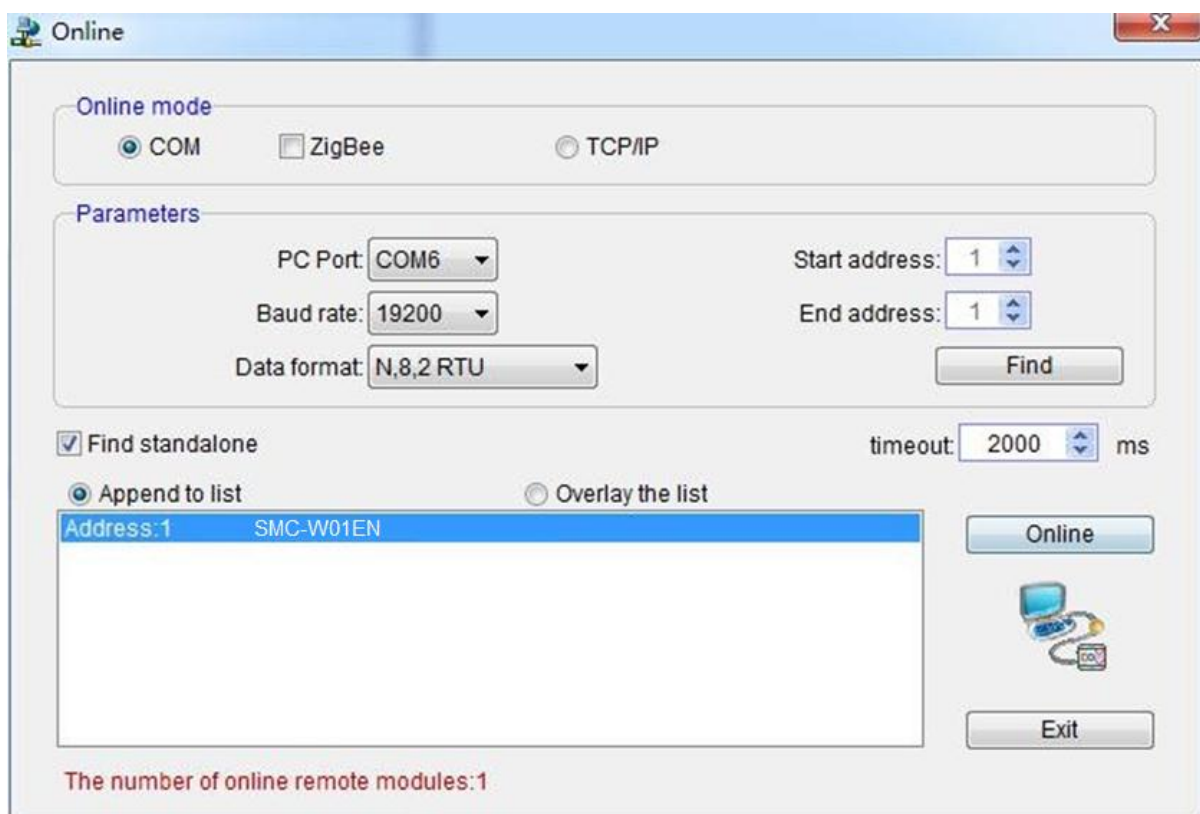 Online
Online mode
COM ZigBee TCP/IP
Parameters
PC Port: COM6 Start address: 1
Baud rate: 19200 End address: 1
Data format: N,8,2 RTU Find
Find standalone timeout: 2000 ms
Append to list Overlay the list
Address:1 SMC-W01EN
Online
Exit
The number of online remote modules:1